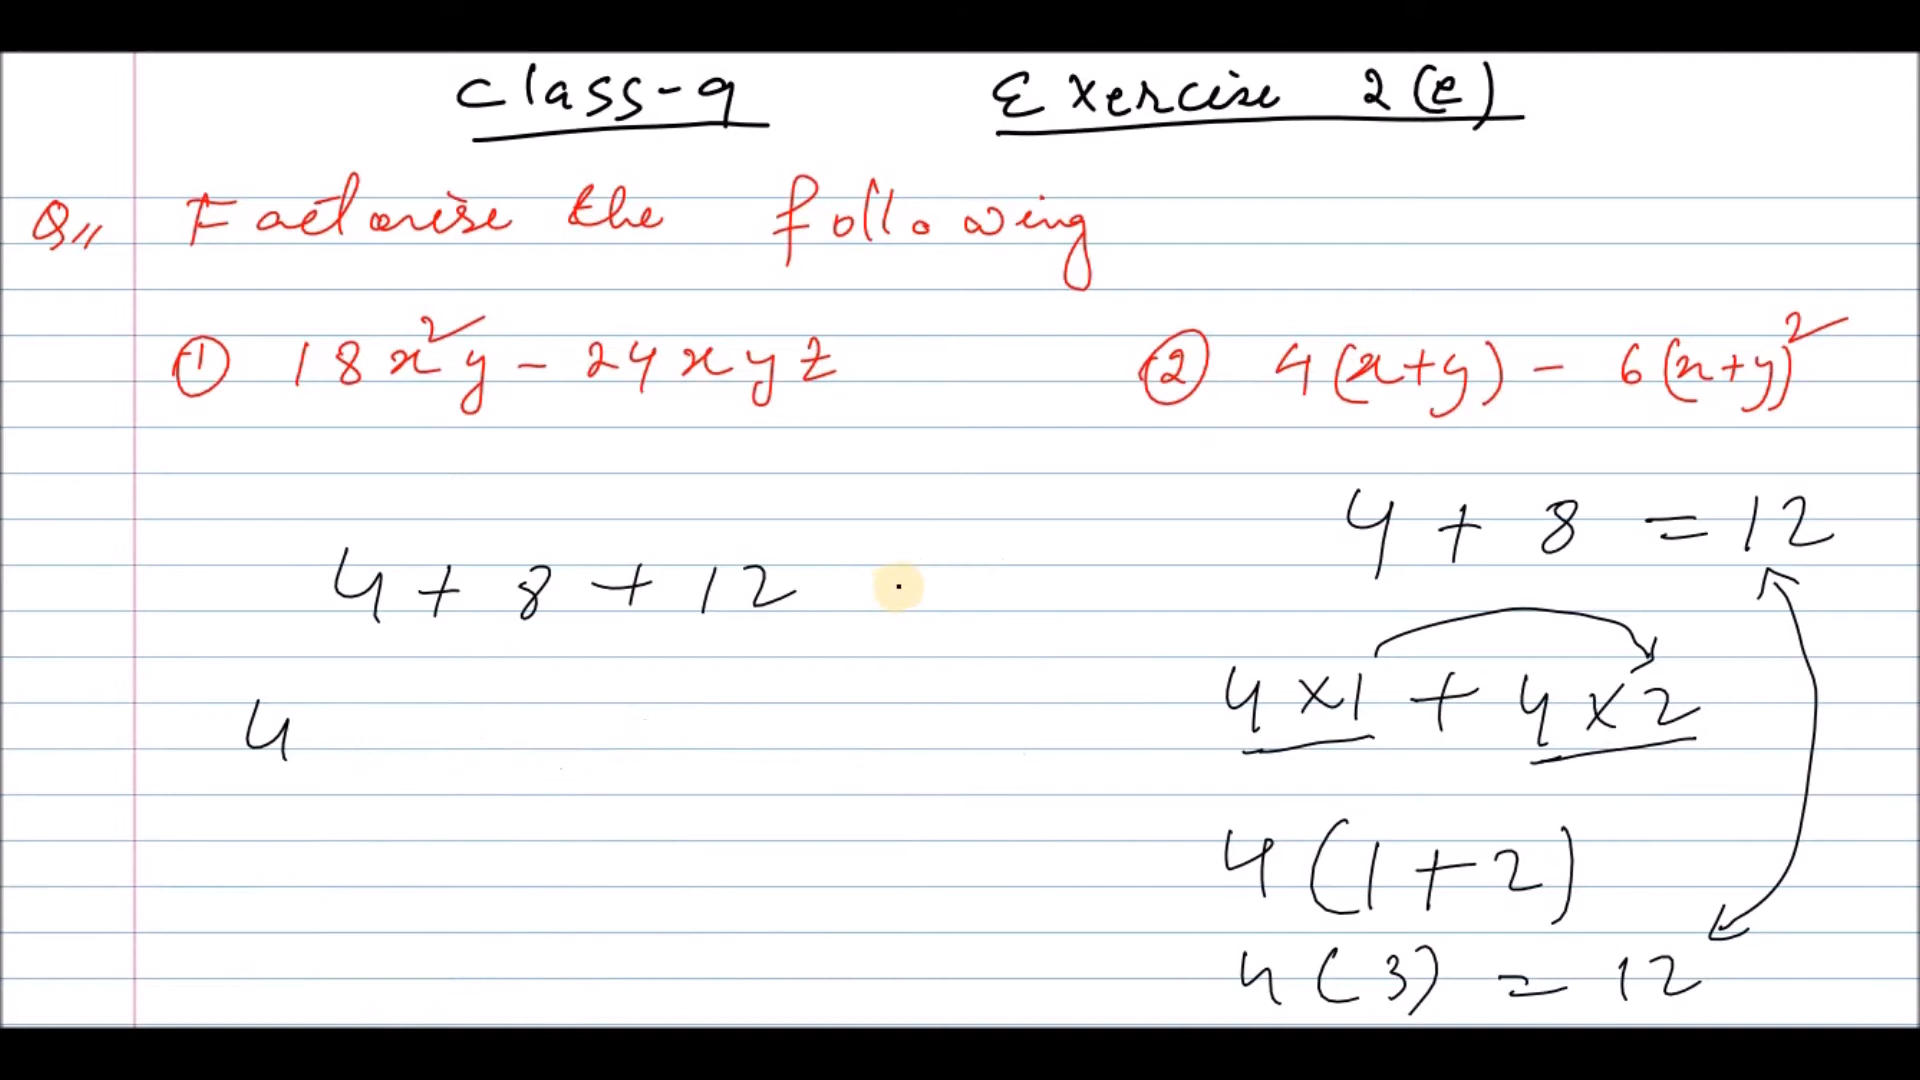 Class-9 Exercise 2(E)
Q// Factorise the following
① 18x²y - 24xyz ② 4(x+y) - 6(x+y)²
4 + 8 = 12
4 + 8 + 12
4×1 + 4×2
4
4(1+2)
4(3) = 12